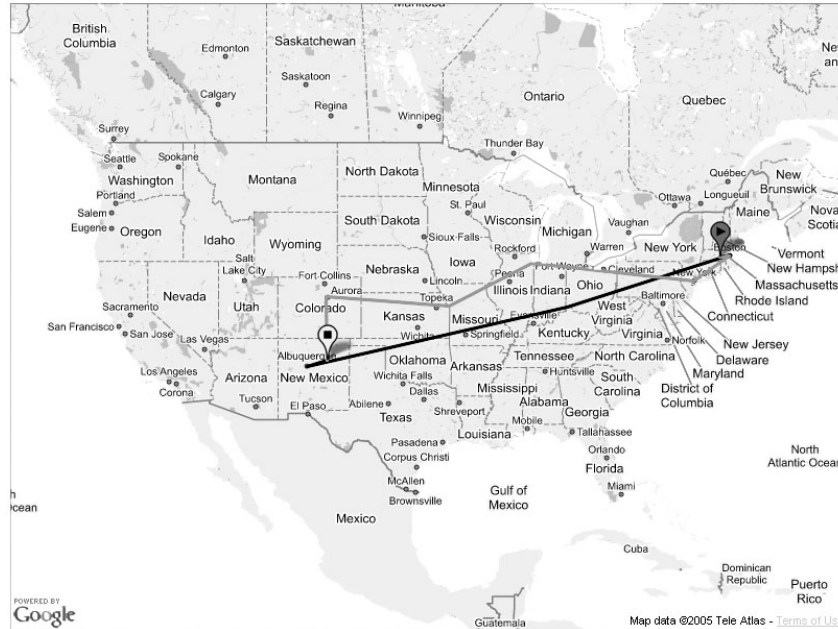 Manitoba
British
Columbia
Edmonton
Saskatchewan
Saskatoon
Calgary
Regina
Winnipeg
Ontario
Quebec
Surrey
Seattle
Spokane
Washington
Portland
Salem
Eugene
Oregon
Thunder Bay
Québec
Longueuil
Ottawa
New
Brunswick
Maine
Nova
Scotia
Montana
North Dakota
Minnesota
St. Paul
Wisconsin
Michigan
Vaughan
South
Dakota
Sioux Falls
Idaho
Wyoming
Rockford
Warren
New York
Boston
Vermont
New Hampsh
Massachusetts
Rhode Island
Connecticut
New Jersey
Delaware
Maryland
District of
Columbia
Salt
Lake City
Fort Collins
Aurora
Nebraska
Lincoln
Iowa
Peoria
Fort Wayne
Cleveland
New York
Nevada
Utah
Colorado
Topeka
Illinois
Indiana
Ohio
Baltimore
Sacramento
San Francisco
San Jose
Las Vegas
Kansas
Wichita
Missouri
Springfield
Evansville
Kentucky
West
Virginia
Virginia
Norfolk
Los Angeles
Corona
Arizona
Tucson
Albuquerque
New Mexico
El Paso
Oklahoma
Wichita Falls
Arkansas
Tennessee
Huntsville
North Carolina
South
Carolina
Abilene
Dallas
Texas
Shreveport
Mississippi
Alabama
Georgia
Louisiana
Mobile
Tallahassee
Pasadena
Corpus Christi
McAllen
Brownsville
Orlando
Florida
Miami
Gulf of
Mexico
Mexico
North
Atlantic Ocean
Cuba
Dominican
Republic
Puerto
Rico
Guatemala
POWERED BY
Google
Map data ©2005 Tele Atlas - Terms of Us